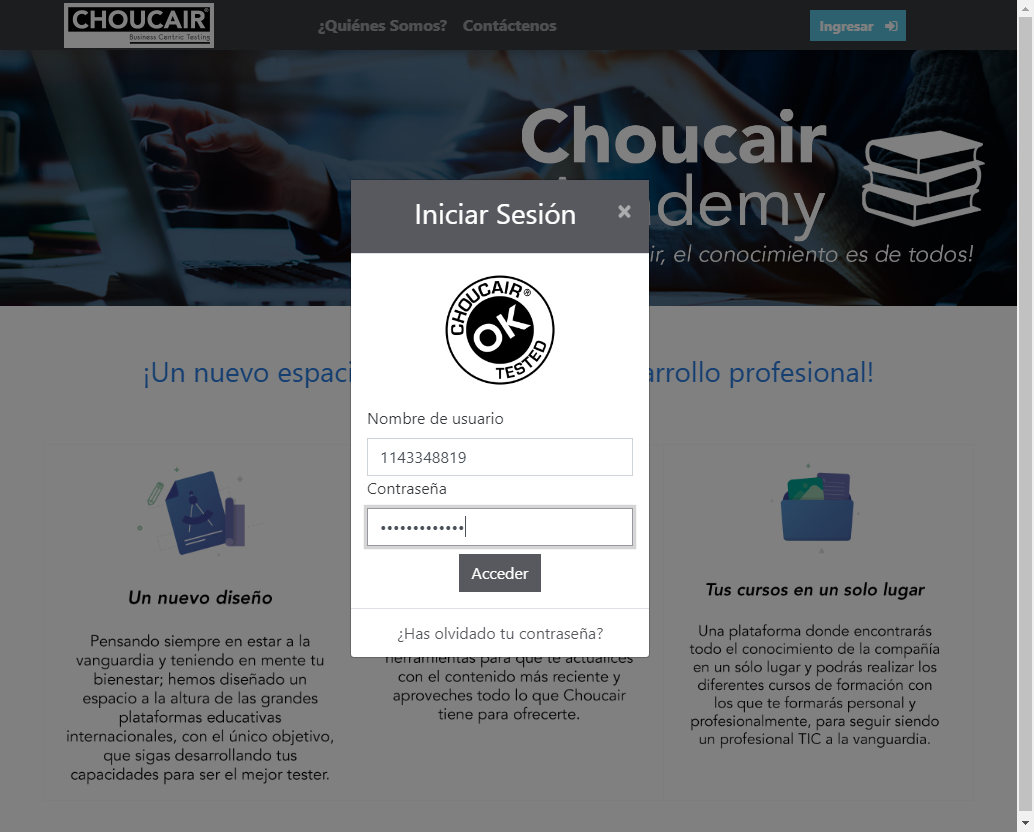 CHOUCAIR®
Business Centric Testing
¿Quiénes Somos?
Contáctenos
Ingresar
Choucair
demy
ir, el conocimiento es de todos!
Iniciar Sesión
×
CHOUCAIR®
OK
TESTED
¡Un nuevo espaci
arrollo profesional!
Nombre de usuario
1143348819
Contraseña
•••••••••••••
Acceder
¿Has olvidado tu contraseña?
Un nuevo diseño
Pensando siempre en estar a la
vanguardia y teniendo en mente tu
bienestar; hemos diseñado un
espacio a la altura de las grandes
plataformas educativas
internacionales, con el único objetivo,
que sigas desarrollando tus
capacidades para ser el mejor tester.
herramientas para que te actualices
con el contenido más reciente y
aproveches todo lo que Choucair
tiene para ofrecerte.
Tus cursos en un solo lugar
Una plataforma donde encontrarás
todo el conocimiento de la compañía
en un sólo lugar y podrás realizar los
diferentes cursos de formación con
los que te formarás personal y
profesionalmente, para seguir siendo
un profesional TIC a la vanguardia.